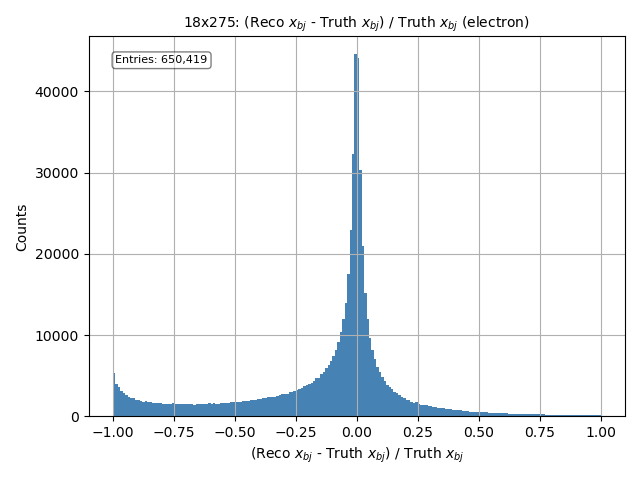 18x275: (Reco x_bj - Truth x_bj) / Truth x_bj (electron)
Entries: 650,419
40000
30000
20000
10000
0
Counts
−1.00 −0.75 −0.50 −0.25 0.00 0.25 0.50 0.75 1.00
(Reco x_bj - Truth x_bj) / Truth x_bj